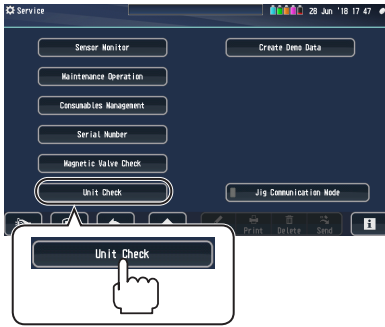 Service
28 Jun '18 17 47
Sensor Monitor
Create Demo Data
Maintenance Operation
Consumables Management
Serial Number
Magnetic Valve Check
Unit Check
Jig Communication Mode
Print Delete Send
Unit Check